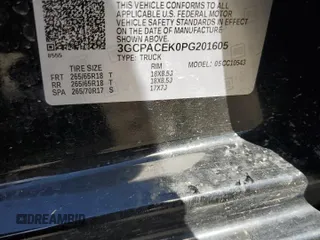 THIS VEHICLE CONFORMS TO ALL
APPLICABLE U.S. FEDERAL MOTOR
VEHICLE SAFETY STANDARDS IN EFFECT ON
THE DATE OF MANUFACTURE SHOWN
ABOVE.
3GCPACEK0PG201605
TYPE: TRUCK
TIRE SIZE RIM
FRT 265/65R18 T 18X8.5J
RR 265/65R18 T 18X8.5J
SPA 265/70R17 S 17X7J
DREAMBID